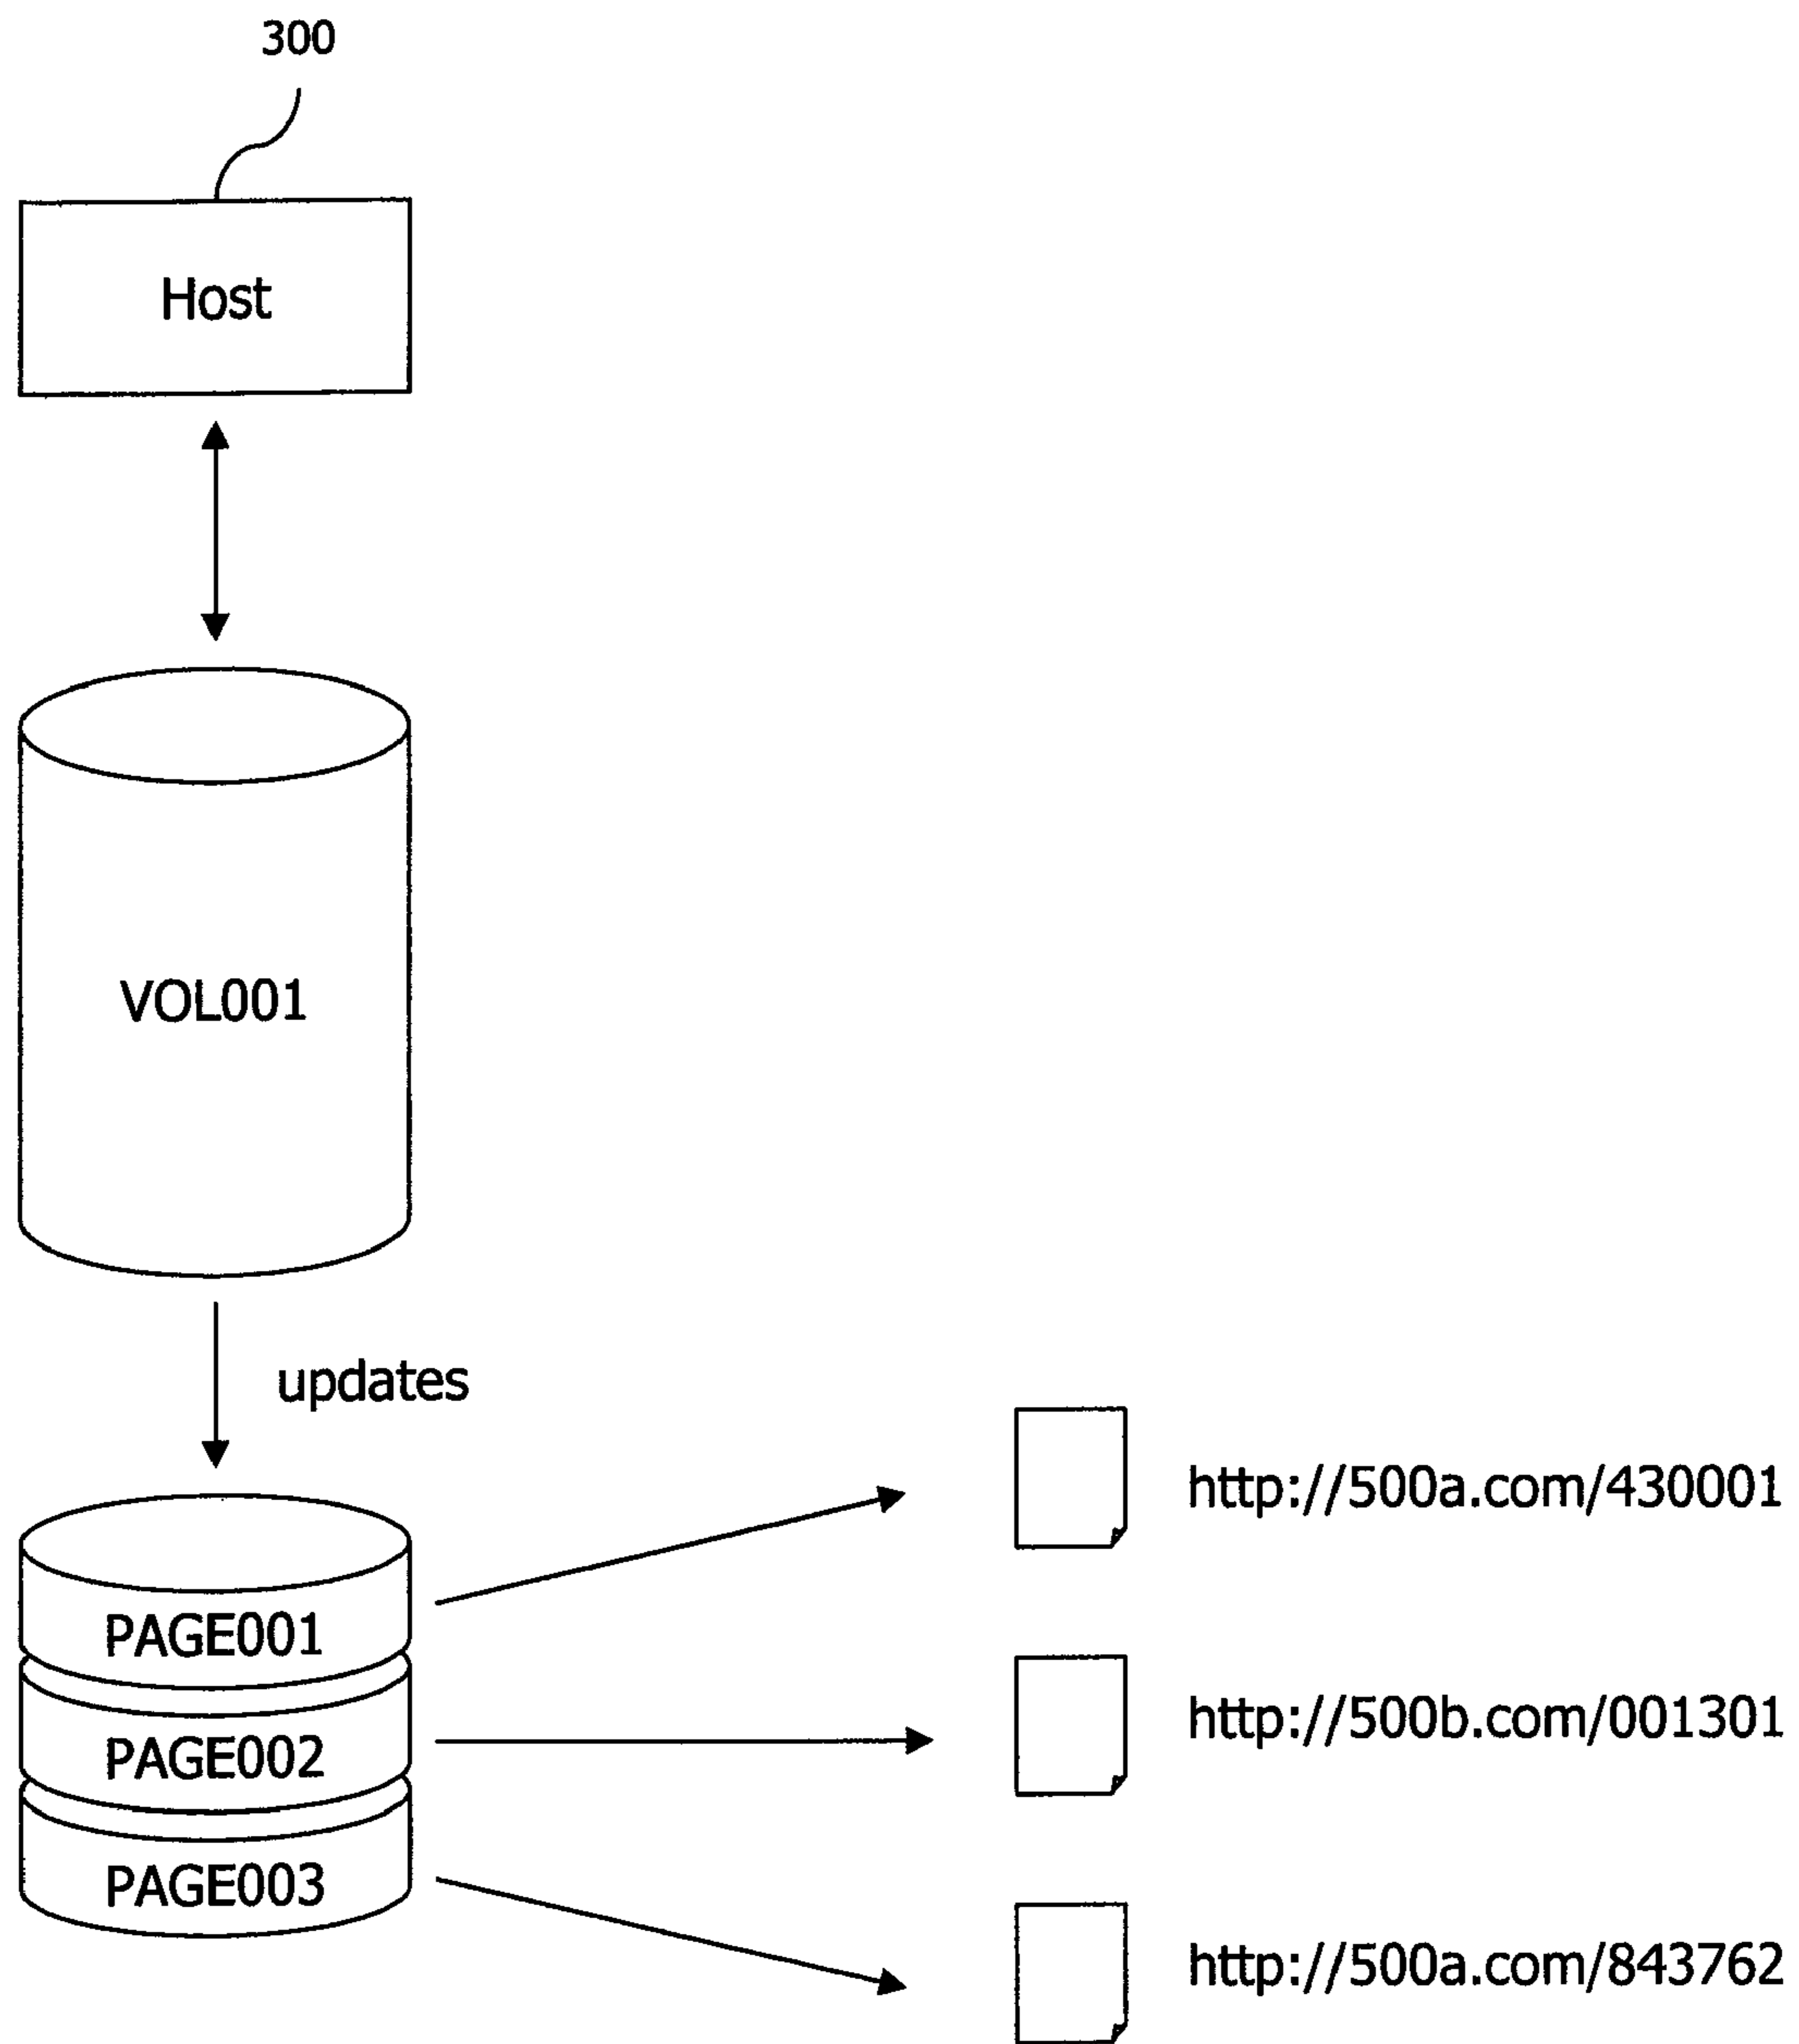 300
Host
VOL001
updates
PAGE001
http://500a.com/430001
PAGE002
http://500b.com/001301
PAGE003
http://500a.com/843762